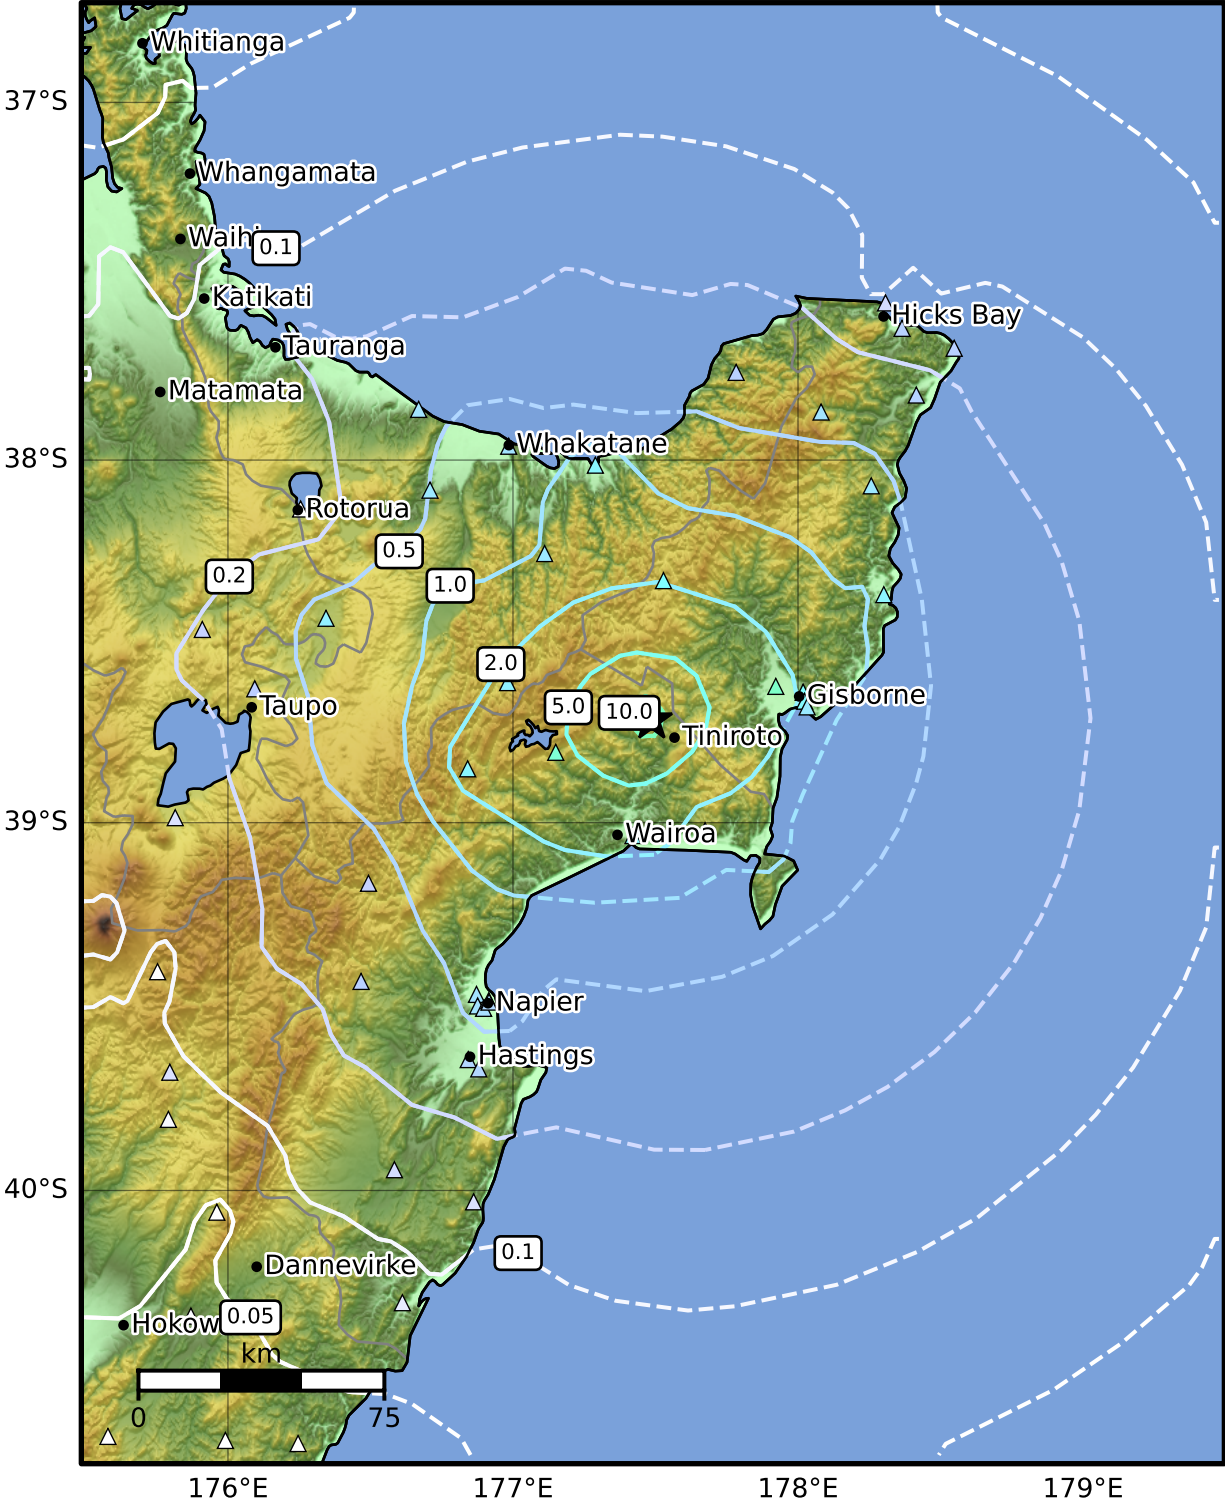 Whitianga
37°S
Whangamata
Waihi
0.1
Katikati
Hicks Bay
Tauranga
Matamata
38°S
Whakatane
Rotorua
0.5
0.2
1.0
2.0
Gisborne
5.0
10.0
Taupo
Tiniroto
39°S
Wairoa
Napier
Hastings
40°S
0.1
Dannevirke
0.05
Hokow
km
0
75
176°E
177°E
178°E
179°E